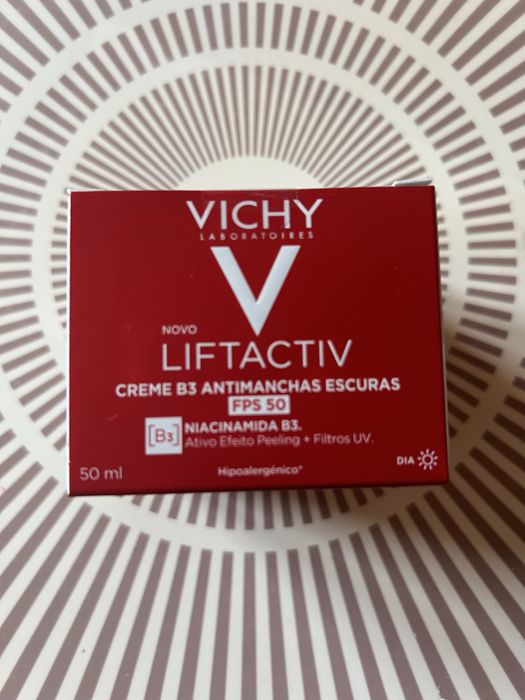 VICHY
LABORATOIRES
V
NOVO
LIFTACTIV
CREME B3 ANTIMANCHAS ESCURAS
FPS 50
[B3] NIACINAMIDA B3.
Ativo Efeito Peeling + Filtros UV.
50 ml
Hipoalergênico*
DIA